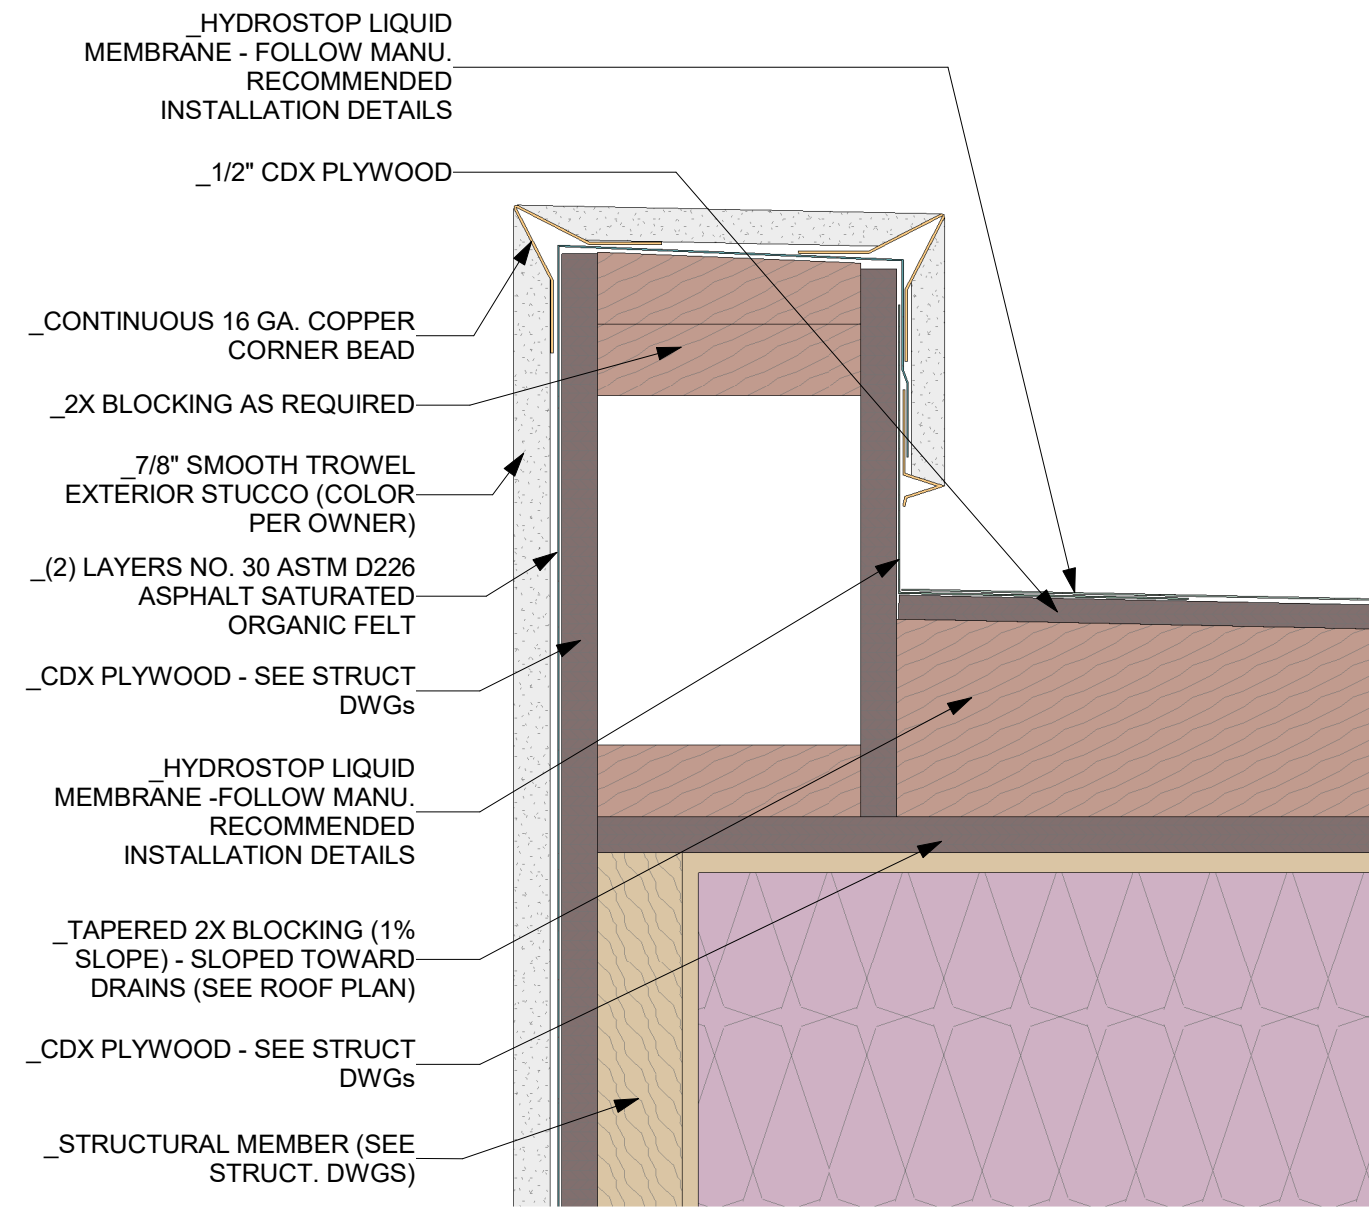 _HYDROSTOP LIQUID
MEMBRANE - FOLLOW MANU.
RECOMMENDED
INSTALLATION DETAILS
_1/2" CDX PLYWOOD
_CONTINUOUS 16 GA. COPPER
CORNER BEAD
_2X BLOCKING AS REQUIRED
_7/8" SMOOTH TROWEL
EXTERIOR STUCCO (COLOR
PER OWNER)
_(2) LAYERS NO. 30 ASTM D226
ASPHALT SATURATED
ORGANIC FELT
_CDX PLYWOOD - SEE STRUCT
DWGs
_HYDROSTOP LIQUID
MEMBRANE -FOLLOW MANU.
RECOMMENDED
INSTALLATION DETAILS
_TAPERED 2X BLOCKING (1%
SLOPE) - SLOPED TOWARD
DRAINS (SEE ROOF PLAN)
_CDX PLYWOOD - SEE STRUCT
DWGs
_STRUCTURAL MEMBER (SEE
STRUCT. DWGS)